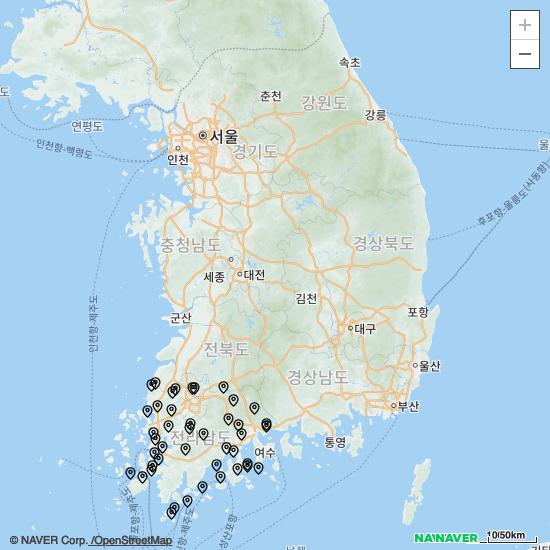 +
−
속초
춘천
강원도
강릉
도
연평도
서울
경기도
인천
인천항-백령도
울
후포항-울릉도(사동항)
충청남도
경상북도
세종
대전
인천항-제주도
김천
군산
포항
대구
전북도
경상남도
울산
부산
전라남도
여수
통영
© NAVER Corp. /OpenStreetMap
NAVER
10/50km